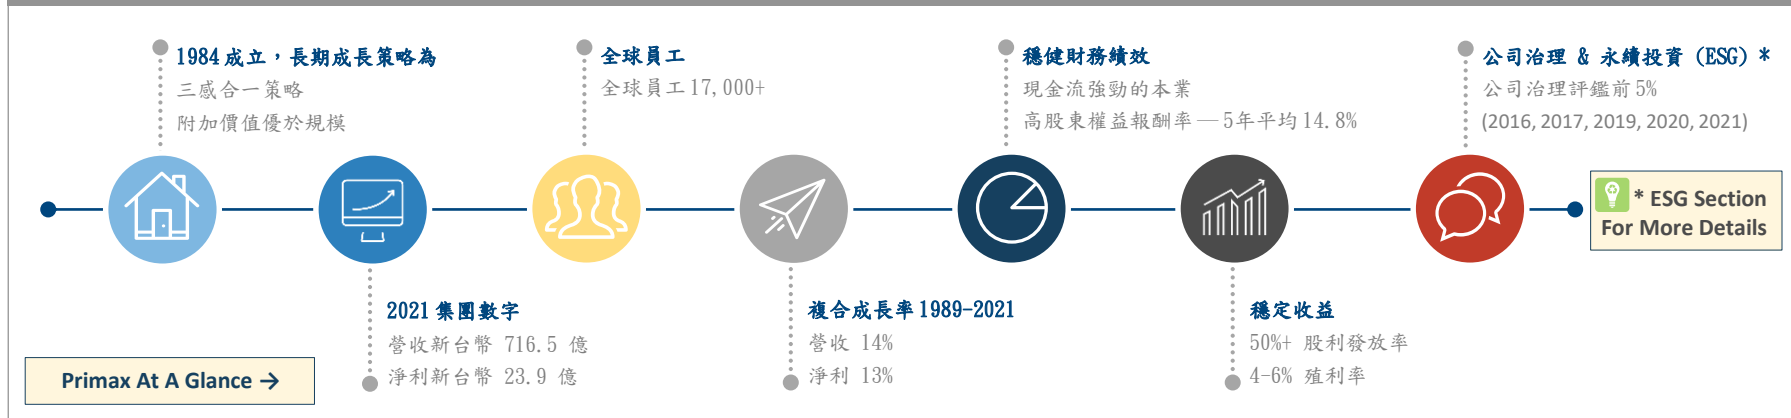 1984 成立，長期成長策略為
三感合一策略
附加價值優於規模
全球員工
全球員工 17,000+
穩健財務績效
現金流強勁的本業
高股東權益報酬率 — 5年平均 14.8%
公司治理 & 永續投資 (ESG) *
公司治理評鑑前 5%
(2016, 2017, 2019, 2020, 2021)
* ESG Section
For More Details
2021 集團數字
營收新台幣 716.5 億
淨利新台幣 23.9 億
複合成長率 1989-2021
營收 14%
淨利 13%
穩定收益
50%+ 股利發放率
4-6% 殖利率
Primax At A Glance →